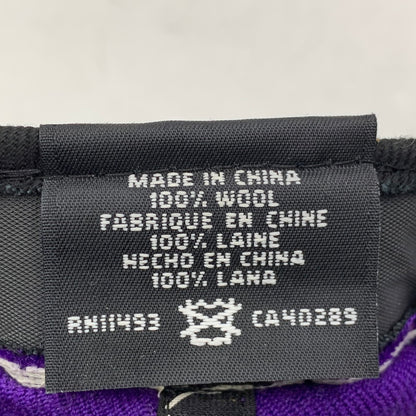 MADE IN CHINA
100% WOOL
FABRIQUE EN CHINE
100% LAINE
HECHO EN CHINA
100% LANA
RN11493 CA40289